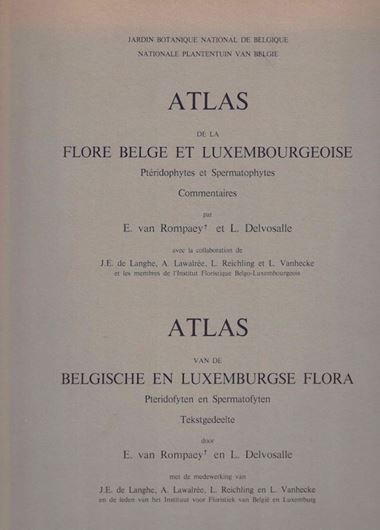 JARDIN BOTANIQUE NATIONAL DE BELGIQUE
NATIONALE PLANTENTUIN VAN BELGIË
ATLAS
DE LA
FLORE BELGE ET LUXEMBOURGEOISE
Ptéridophytes et Spermatophytes
Commentaires
par
E. van Rompaey† et L. Delvosalle
avec la collaboration de
J.E. de Langhe, A. Lawalrée, L. Reichling et L. Vanhecke
et les membres de l'Institut Floristique Belgo-Luxembourgeois
ATLAS
VAN DE
BELGISCHE EN LUXEMBURGSE FLORA
Pteridofyten en Spermatofyten
Tekstgedeelte
door
E. van Rompaey† en L. Delvosalle
met de medewerking van
J.E. de Langhe, A. Lawalrée, L. Reichling en L. Vanhecke
en de leden van het Instituut voor Floristiek van België en Luxemburg